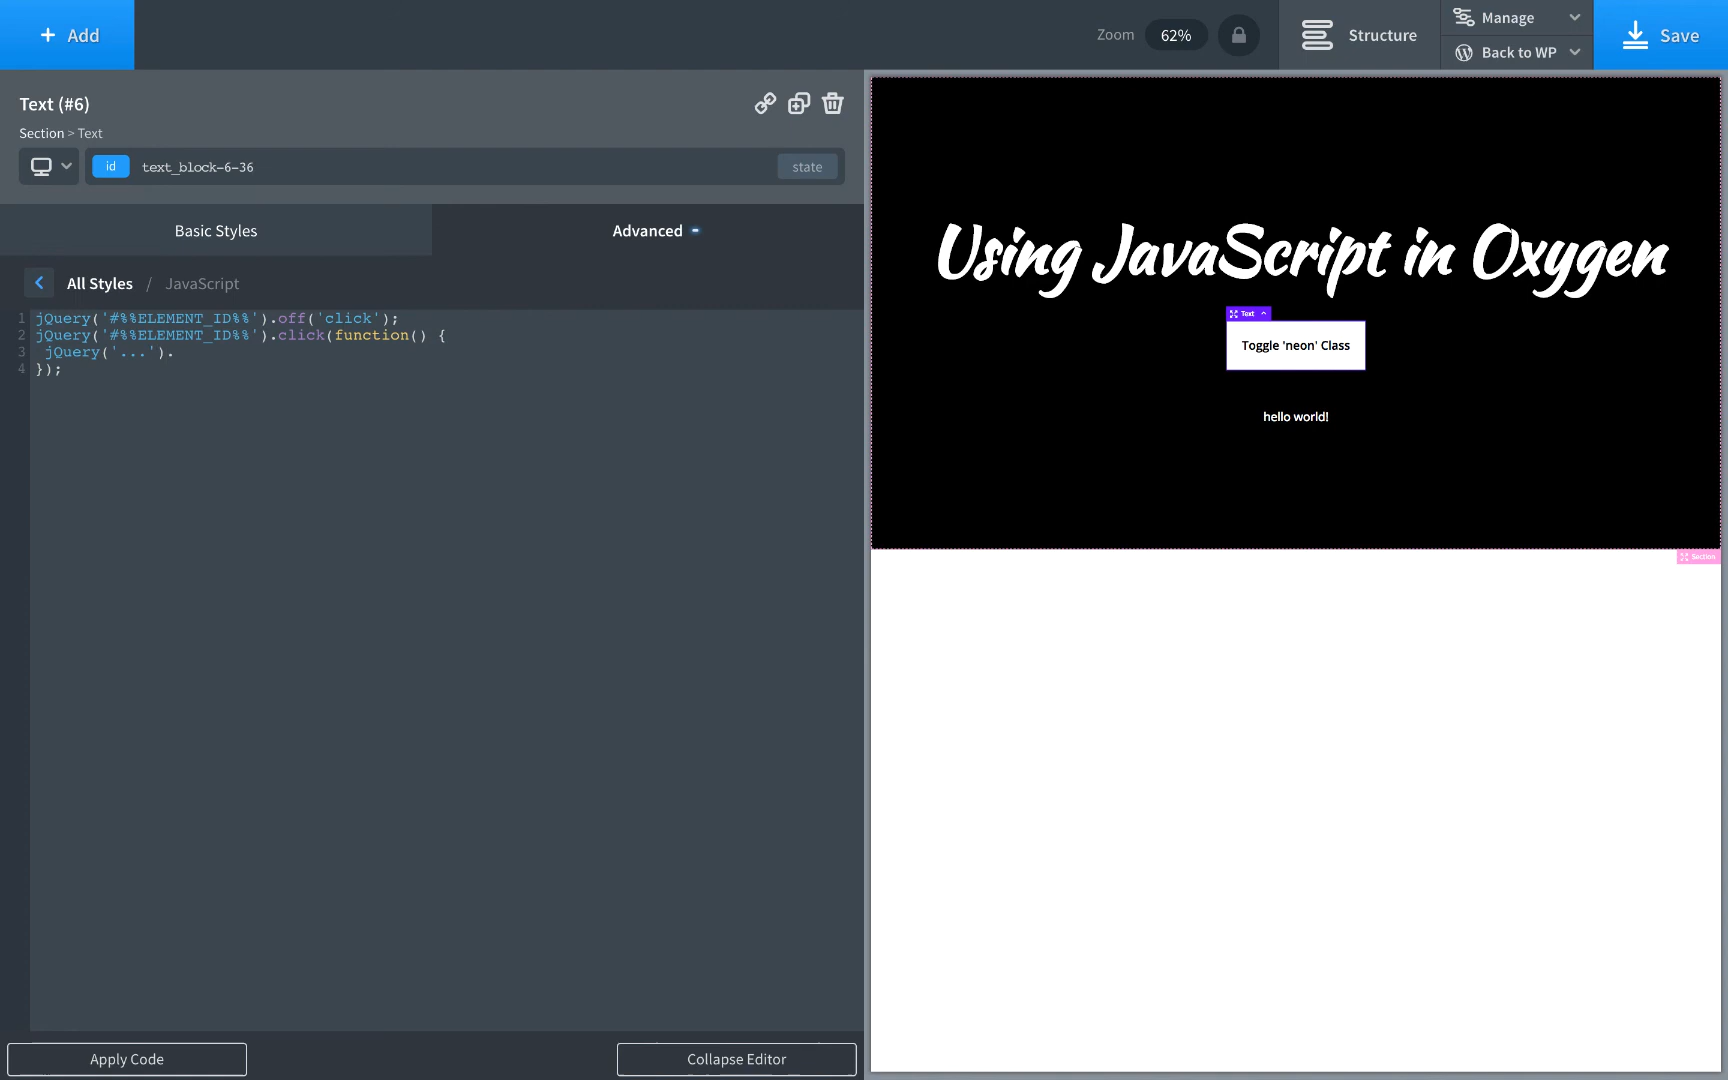 + Add
Zoom 62%
Structure
Manage
Back to WP
Save
Text (#6)
Section > Text
id text_block-6-36 state
Basic Styles
Advanced
All Styles / JavaScript
1 jQuery('#%%ELEMENT_ID%%').off('click');
2 jQuery('#%%ELEMENT_ID%%').click(function() {
3 jQuery('...').
4 });
Apply Code
Collapse Editor
Using JavaScript in Oxygen
Text
Toggle 'neon' Class
hello world!
Section